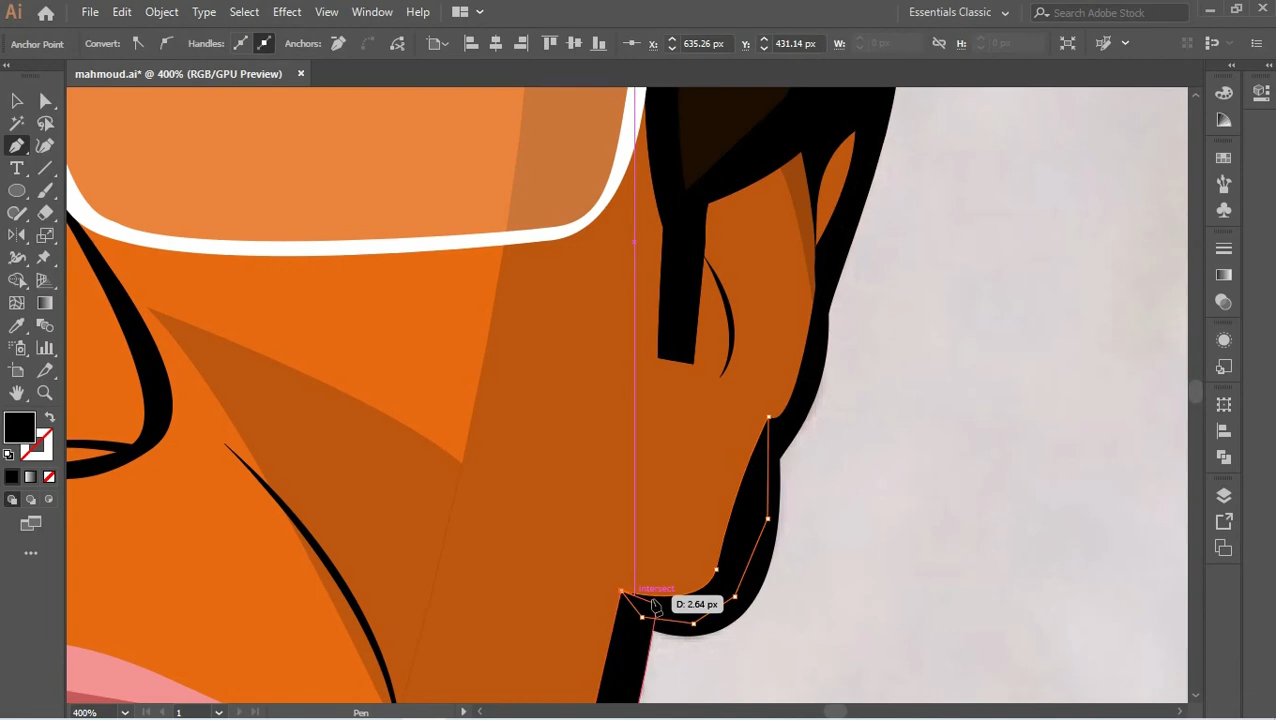 Ai File Edit Object Type Select Effect View Window Help Essentials Classic Search Adobe Stock
Anchor Point Convert: Handles: Anchors: X: 635.26 px Y: 431.14 px W: 0 px H: 0 px
mahmoud.ai* @ 400% (RGB/GPU Preview)
intersect
D: 2.64 px
400% 1 Pen